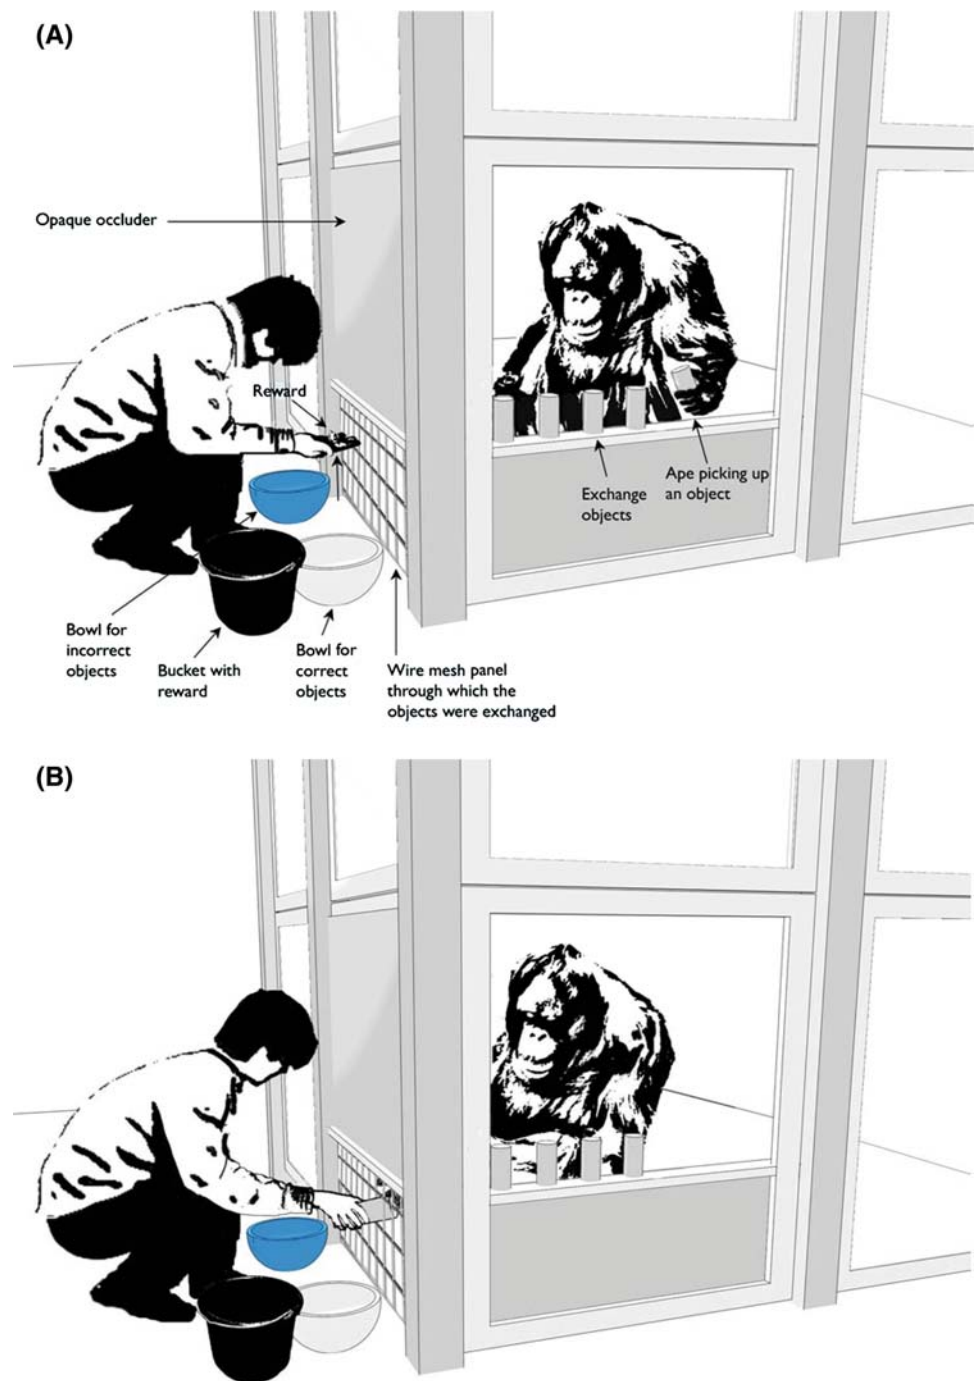 (A)
Opaque occluder
Reward
Exchange
objects
Ape picking up
an object
Bowl for
incorrect
objects
Bucket with
reward
Bowl for
correct
objects
Wire mesh panel
through which the
objects were exchanged
(B)